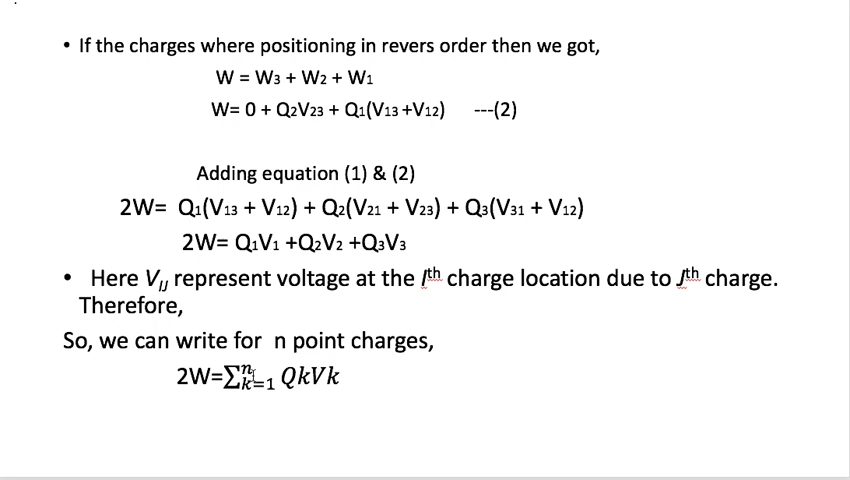 • If the charges where positioning in revers order then we got,
W = W3 + W2 + W1
W= 0 + Q2V23 + Q1(V13 +V12) ---(2)
Adding equation (1) & (2)
2W= Q1(V13 + V12) + Q2(V21 + V23) + Q3(V31 + V12)
2W= Q1V1 +Q2V2 +Q3V3
• Here VIJ represent voltage at the Ith charge location due to Jth charge.
Therefore,
So, we can write for n point charges,
2W=∑ⁿk=1 QkVk